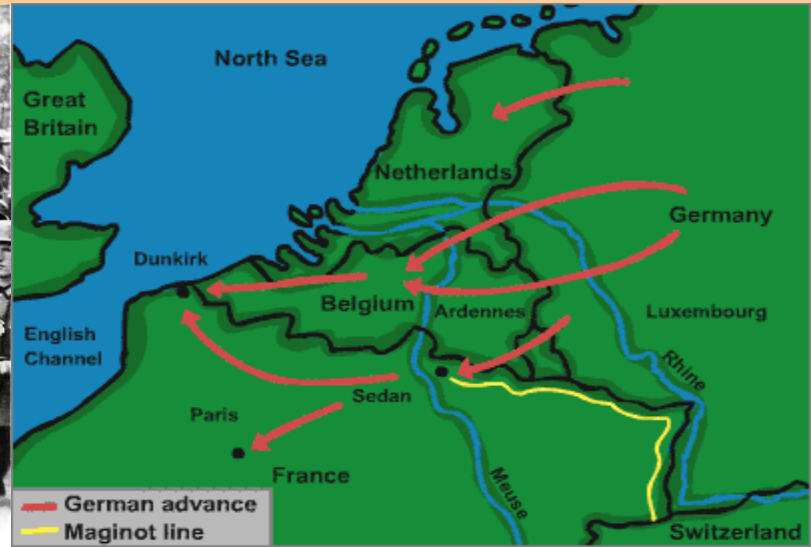 North Sea
Great
Britain
Netherlands
Germany
Dunkirk
Belgium
Ardennes
Luxembourg
English
Channel
Rhine
Sedan
Paris
France
Meuse
German advance
Maginot line
Switzerland